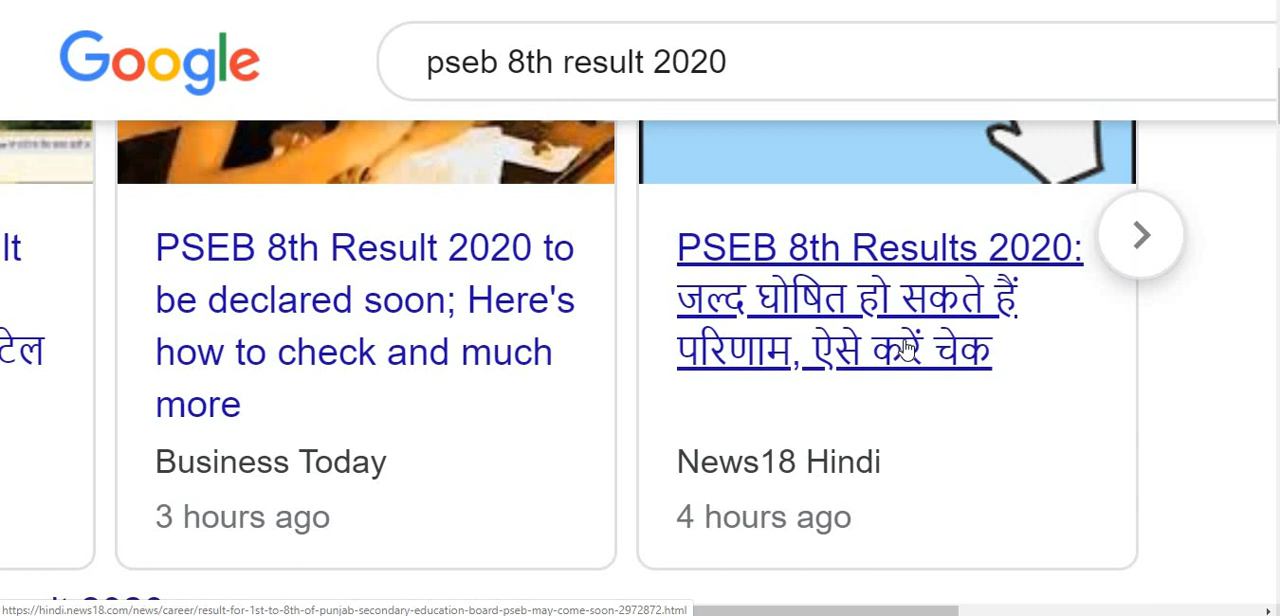 Google
pseb 8th result 2020
lt
टेल
PSEB 8th Result 2020 to
be declared soon; Here's
how to check and much
more
Business Today
3 hours ago
PSEB 8th Results 2020:
जल्द घोषित हो सकते हैं
परिणाम, ऐसे करें चेक
News18 Hindi
4 hours ago
https://hindi.news18.com/news/career/result-for-1st-to-8th-of-punjab-secondary-education-board-pseb-may-come-soon-2972872.html